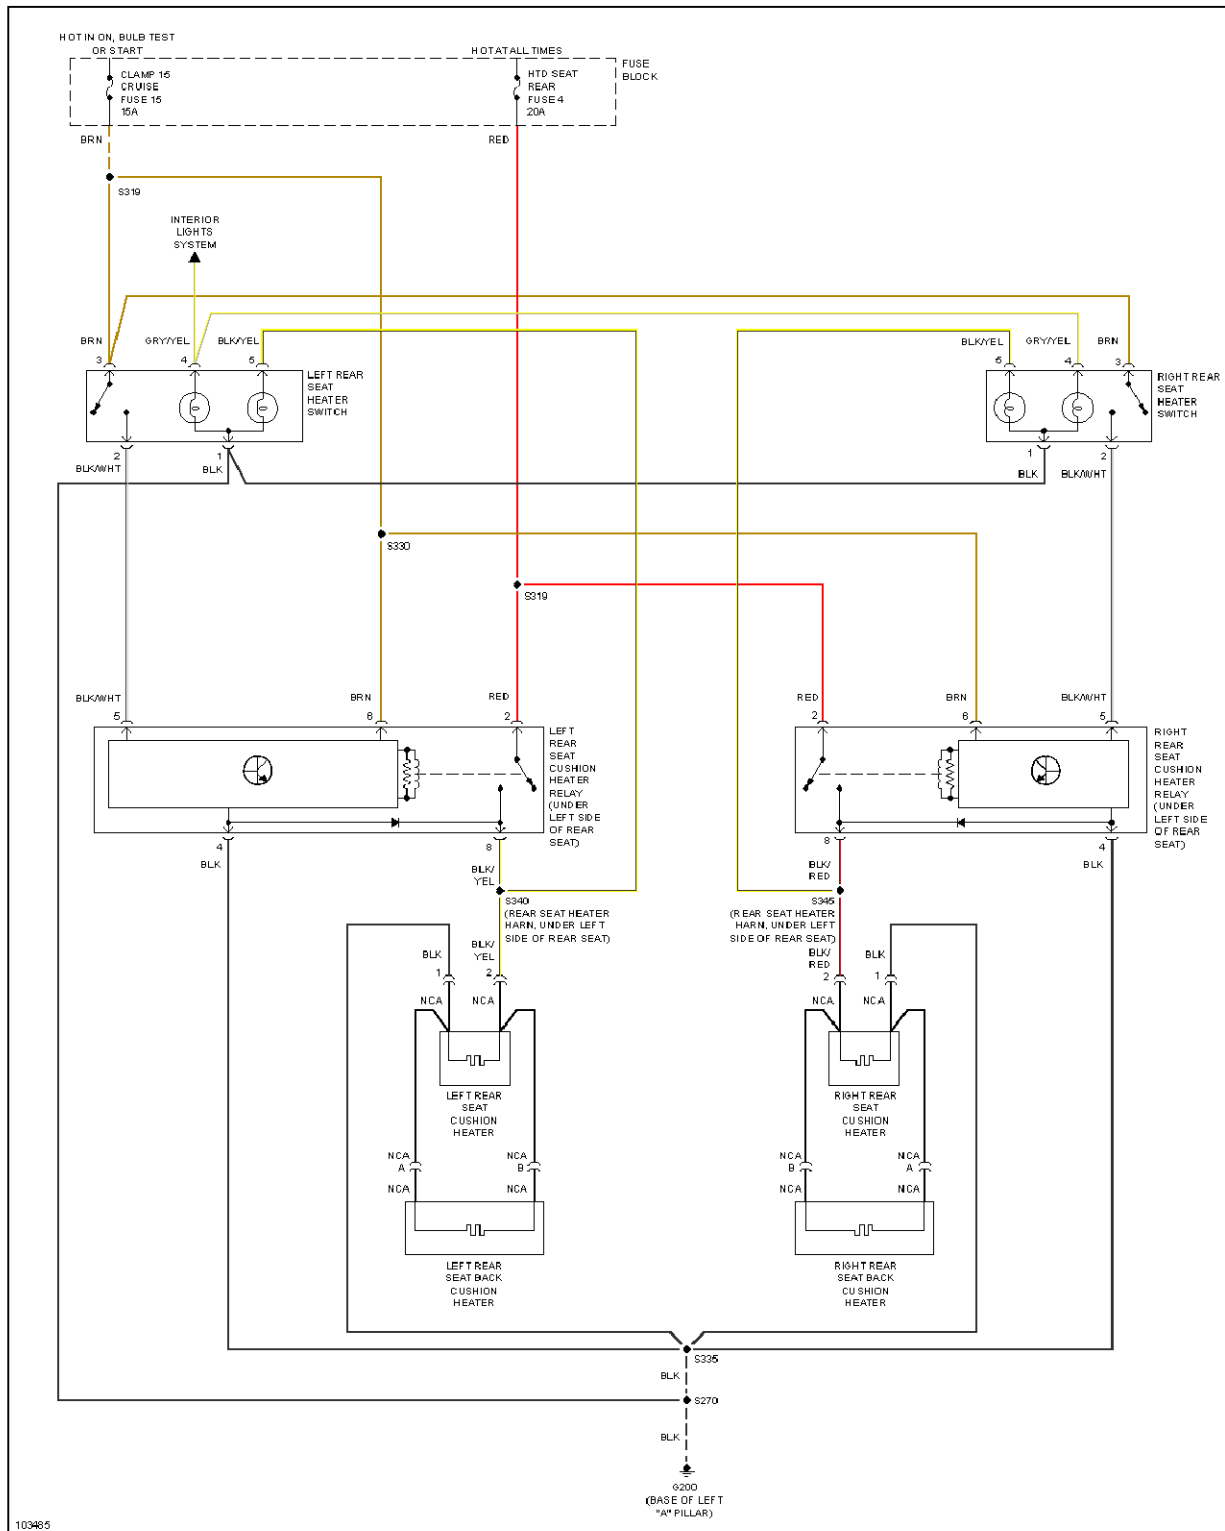 HOT IN ON, BULB TEST
OR START
HOT AT ALL TIMES
CLAMP 15
CRUISE
FUSE 15
15A
HTD SEAT
REAR
FUSE 4
20A
FUSE
BLOCK
BRN
RED
S319
INTERIOR
LIGHTS
SYSTEM
BRN
GRY/YEL
BLK/YEL
BLK/YEL
GRY/YEL
BRN
3
4
5
5
4
3
LEFT REAR
SEAT
HEATER
SWITCH
RIGHT REAR
SEAT
HEATER
SWITCH
2
1
1
2
BLK/WHT
BLK
BLK
BLK/WHT
S330
S319
BLK/WHT
BRN
RED
RED
BRN
BLK/WHT
5
6
2
2
6
5
LEFT
REAR
SEAT
CUSHION
HEATER
RELAY
(UNDER
LEFT SIDE
OF REAR
SEAT)
RIGHT
REAR
SEAT
CUSHION
HEATER
RELAY
(UNDER
LEFT SIDE
OF REAR
SEAT)
4
8
8
4
BLK
BLK/
YEL
BLK/
RED
BLK
S340
(REAR SEAT HEATER
HARN, UNDER LEFT
SIDE OF REAR SEAT)
S345
(REAR SEAT HEATER
HARN, UNDER LEFT
SIDE OF REAR SEAT)
BLK
BLK/
YEL
BLK/
RED
BLK
1
2
2
1
NCA
NCA
NCA
NCA
LEFT REAR
SEAT
CUSHION
HEATER
RIGHT REAR
SEAT
CUSHION
HEATER
NCA
A
NCA
B
NCA
B
NCA
A
NCA
NCA
NCA
NCA
LEFT REAR
SEAT BACK
CUSHION
HEATER
RIGHT REAR
SEAT BACK
CUSHION
HEATER
S335
BLK
S270
BLK
G200
(BASE OF LEFT
"A" PILLAR)
103485